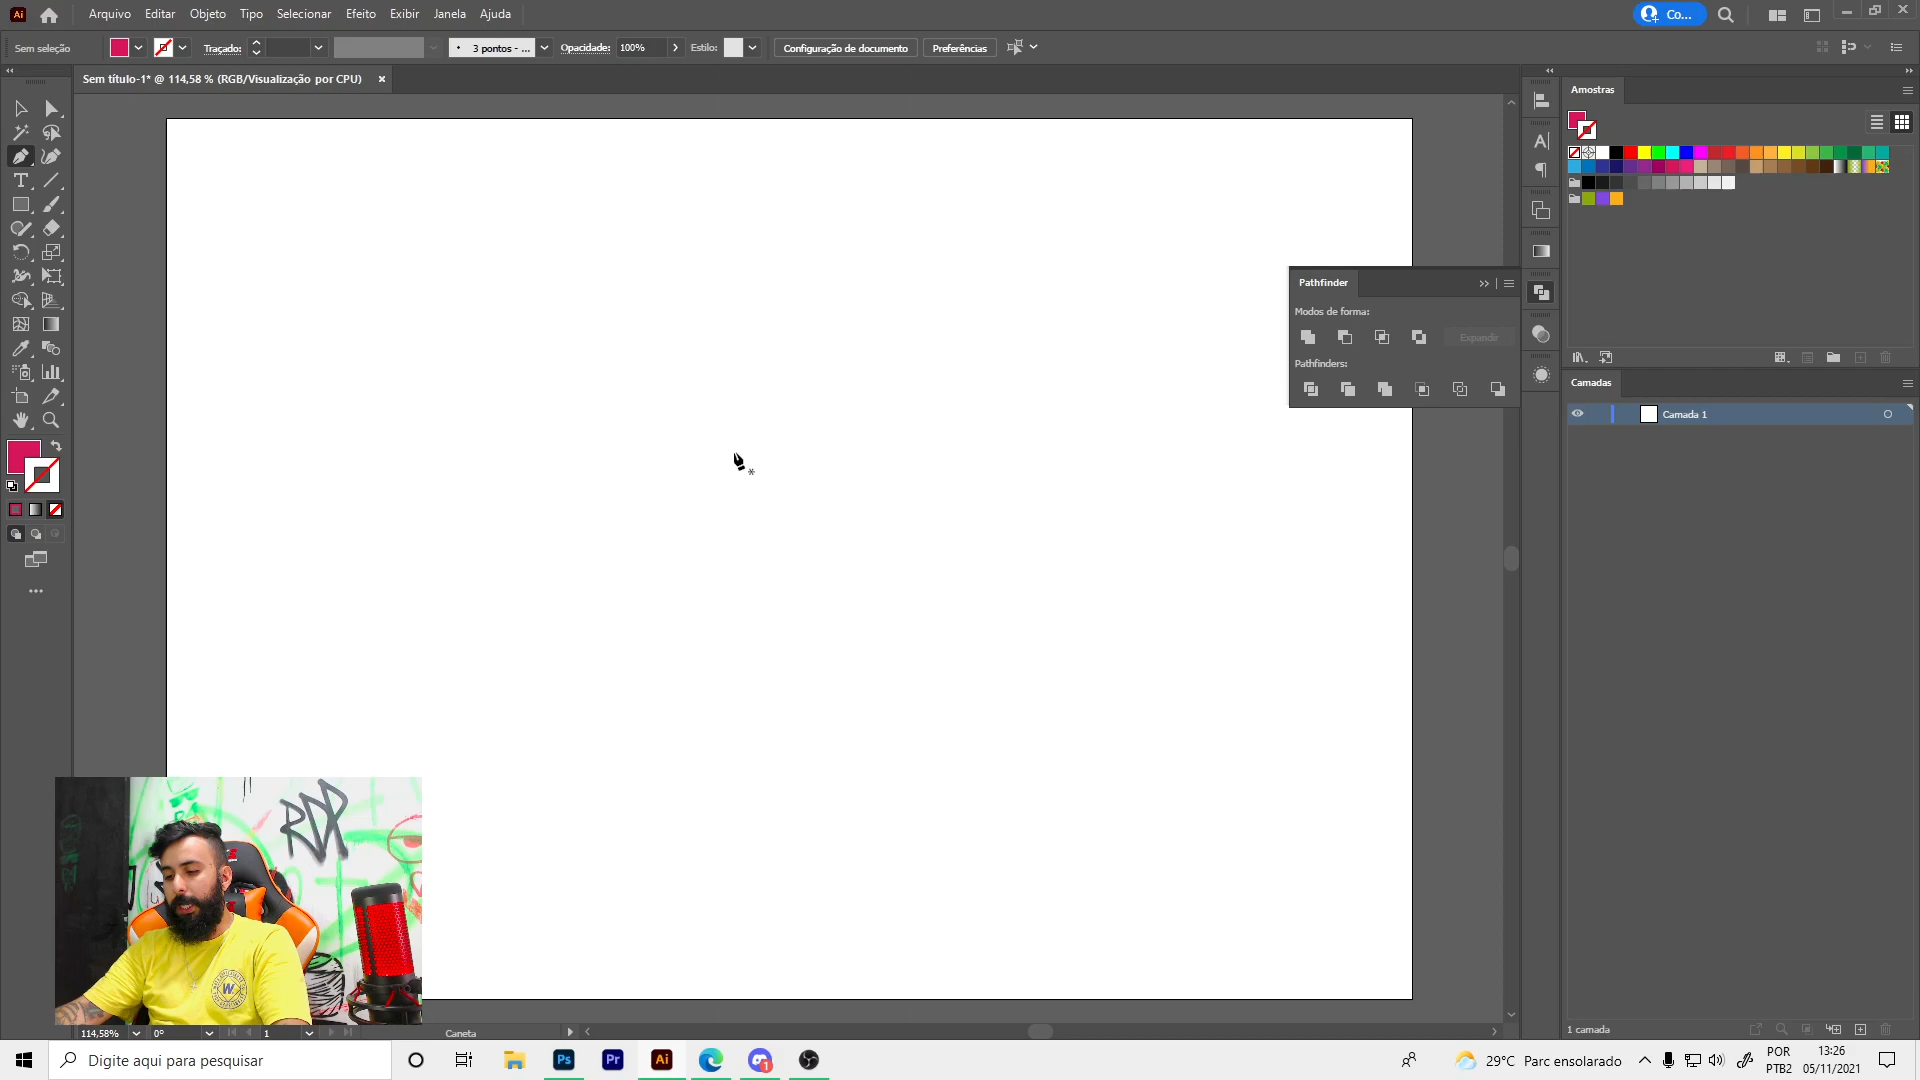 Ai Arquivo Editar Objeto Tipo Selecionar Efeito Exibir Janela Ajuda Co...
Sem seleção Traçado: 3 pontos - ... Opacidade: 100% Estilo: Configuração de documento Preferências
Sem título-1* @ 114,58 % (RGB/Visualização por CPU) ×
Amostras
Pathfinder
Modos de forma:
Expandir
Pathfinders:
Camadas
Camada 1
RDP
W.
114,58% 0° 1 Caneta
1 camada
Digite aqui para pesquisar Ps Pr Ai 1 29°C Parc ensolarado POR 13:26
PTB2 05/11/2021